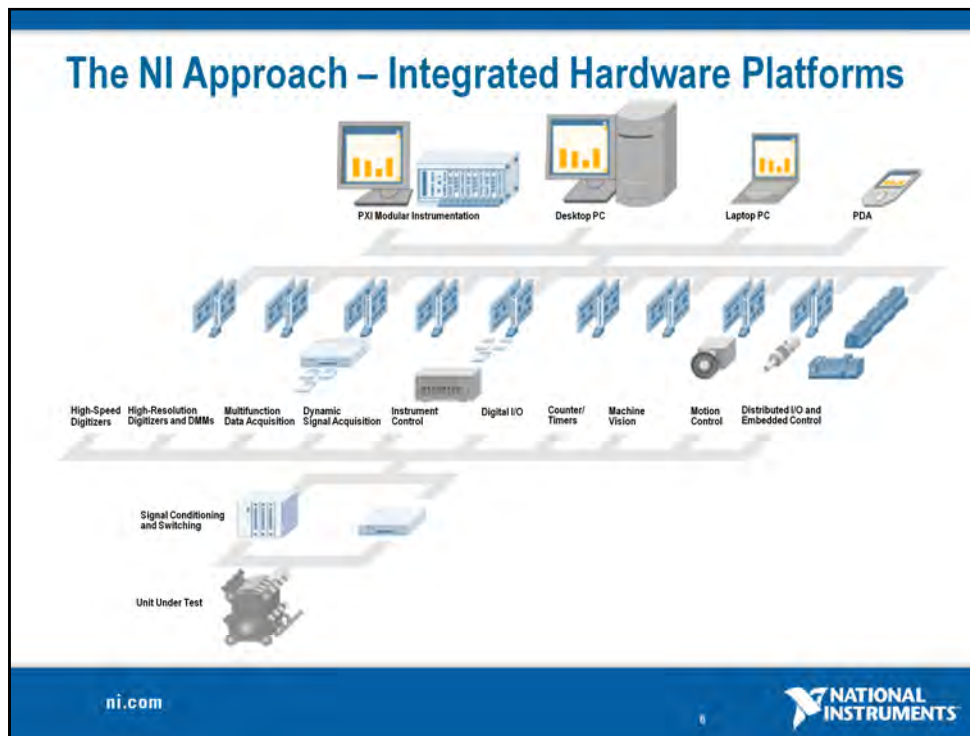 The NI Approach – Integrated Hardware Platforms
PXI Modular Instrumentation
Desktop PC
Laptop PC
PDA
High-Speed
Digitizers
High-Resolution
Digitizers and DMMs
Multifunction
Data Acquisition
Dynamic
Signal Acquisition
Instrument
Control
Digital I/O
Counter/
Timers
Machine
Vision
Motion
Control
Distributed I/O and
Embedded Control
Signal Conditioning
and Switching
Unit Under Test
ni.com
6
NATIONAL
INSTRUMENTS